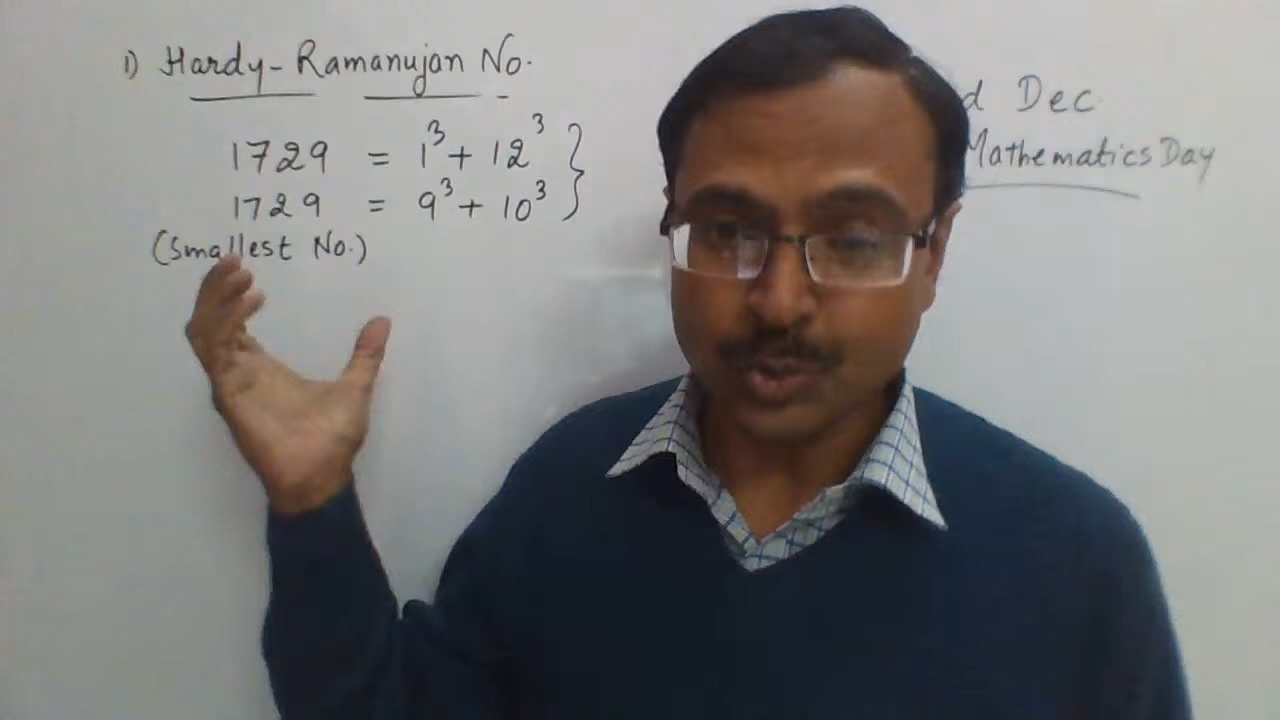 1) Hardy-Ramanujan No.
1729 = 1³ + 12³ }
1729 = 9³ + 10³
(Smallest No.)
d Dec.
Mathematics Day